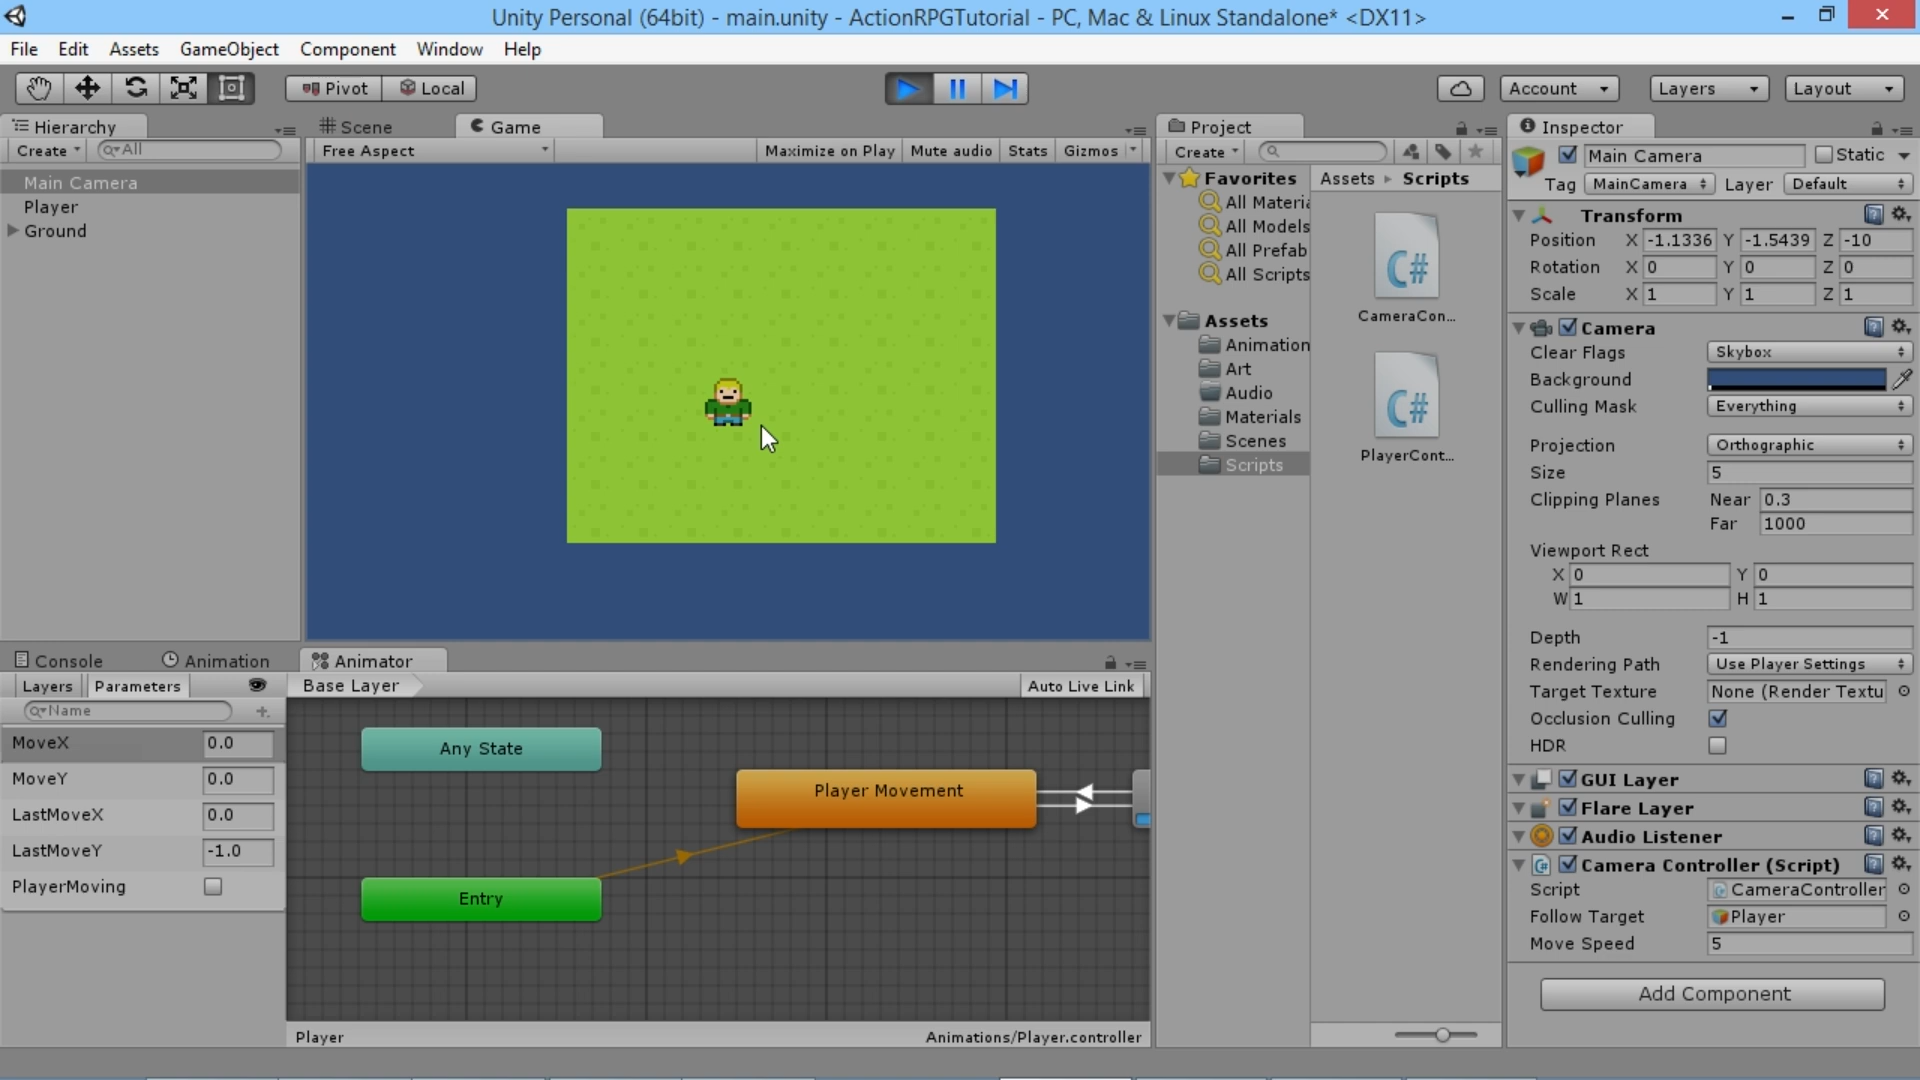 Unity Personal (64bit) - main.unity - ActionRPGTutorial - PC, Mac & Linux Standalone* <DX11>
File Edit Assets GameObject Component Window Help
Pivot Local Account Layers Layout
Hierarchy
Create All
Main Camera
Player
Ground
Scene Game
Free Aspect Maximize on Play Mute audio Stats Gizmos
Project
Create
Favorites
All Materia
All Models
All Prefab
All Scripts
Assets
Animation
Art
Audio
Materials
Scenes
Scripts
Assets Scripts
C#
CameraCon...
C#
PlayerCont...
Inspector
Main Camera Static
Tag MainCamera Layer Default
Transform
Position X -1.1336 Y -1.5439 Z -10
Rotation X 0 Y 0 Z 0
Scale X 1 Y 1 Z 1
Camera
Clear Flags Skybox
Background
Culling Mask Everything
Projection Orthographic
Size 5
Clipping Planes Near 0.3
Far 1000
Viewport Rect
X 0 Y 0
W 1 H 1
Depth -1
Rendering Path Use Player Settings
Target Texture None (Render Textu
Occlusion Culling
HDR
GUI Layer
Flare Layer
Audio Listener
Camera Controller (Script)
Script CameraController
Follow Target Player
Move Speed 5
Add Component
Console Animation Animator
Layers Parameters Base Layer Auto Live Link
Name
MoveX 0.0
MoveY 0.0
LastMoveX 0.0
LastMoveY -1.0
PlayerMoving
Any State
Player Movement
Entry
Player Animations/Player.controller